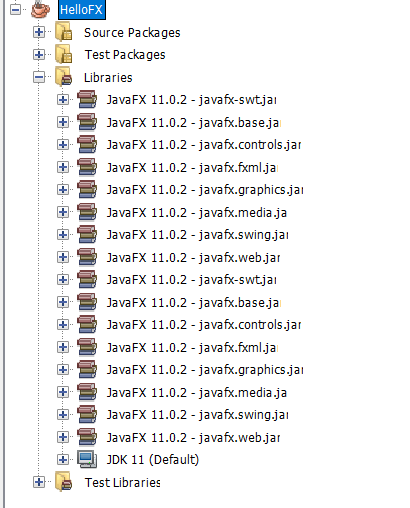 HelloFX
Source Packages
Test Packages
Libraries
JavaFX 11.0.2 - javafx-swt.jar
JavaFX 11.0.2 - javafx.base.jar
JavaFX 11.0.2 - javafx.controls.jar
JavaFX 11.0.2 - javafx.fxml.jar
JavaFX 11.0.2 - javafx.graphics.jar
JavaFX 11.0.2 - javafx.media.ja
JavaFX 11.0.2 - javafx.swing.jar
JavaFX 11.0.2 - javafx.web.jar
JavaFX 11.0.2 - javafx-swt.jar
JavaFX 11.0.2 - javafx.base.jar
JavaFX 11.0.2 - javafx.controls.jar
JavaFX 11.0.2 - javafx.fxml.jar
JavaFX 11.0.2 - javafx.graphics.jar
JavaFX 11.0.2 - javafx.media.ja
JavaFX 11.0.2 - javafx.swing.jar
JavaFX 11.0.2 - javafx.web.jar
JDK 11 (Default)
Test Libraries